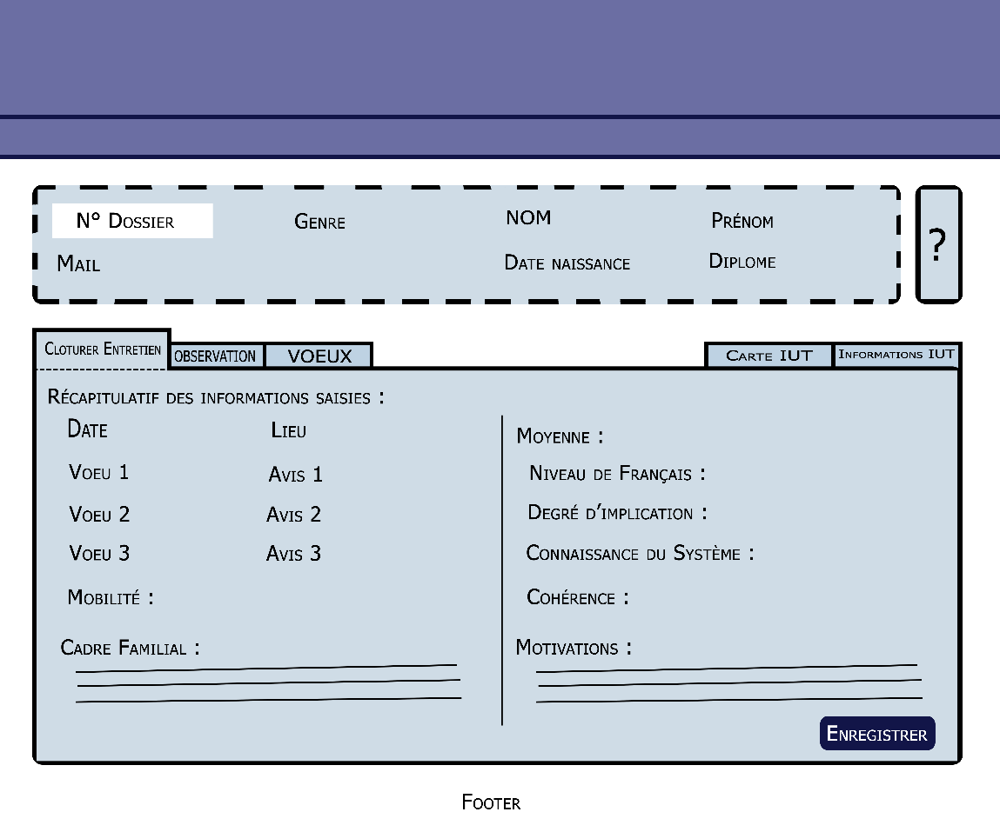 N° Dossier Genre NOM Prénom
Mail Date naissance Diplome
?
Cloturer Entretien OBSERVATION VOEUX Carte IUT Informations IUT
Récapitulatif des informations saisies :
Date Lieu
Voeu 1 Avis 1
Voeu 2 Avis 2
Voeu 3 Avis 3
Mobilité :
Cadre Familial :
Moyenne :
Niveau de Français :
Degré d'implication :
Connaissance du Système :
Cohérence :
Motivations :
Enregistrer
Footer